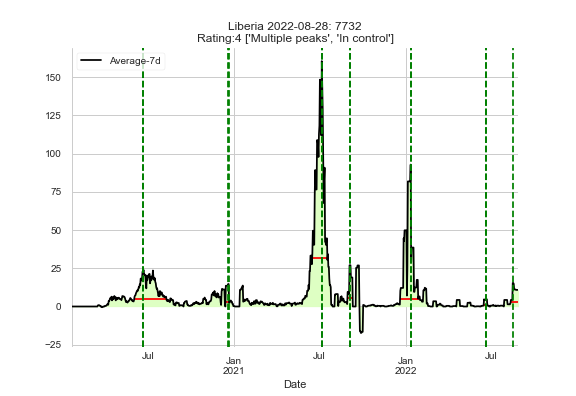 Liberia 2022-08-28: 7732
Rating:4 ['Multiple peaks', 'In control']
Average-7d
150
125
100
75
50
25
0
−25
Jul
Jan
2021
Jul
Jan
2022
Jul
Date